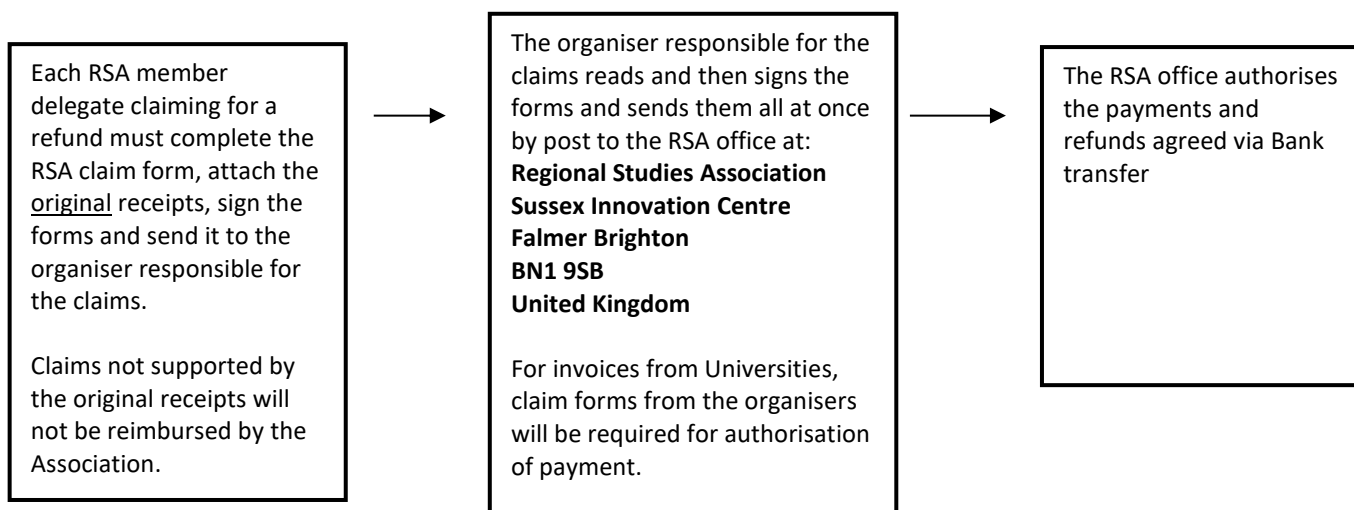 Each RSA member
delegate claiming for a
refund must complete the
RSA claim form, attach the
original receipts, sign the
forms and send it to the
organiser responsible for
the claims.
Claims not supported by
the original receipts will
not be reimbursed by the
Association.
The organiser responsible for the
claims reads and then signs the
forms and sends them all at once
by post to the RSA office at:
Regional Studies Association
Sussex Innovation Centre
Falmer Brighton
BN1 9SB
United Kingdom
For invoices from Universities,
claim forms from the organisers
will be required for authorisation
of payment.
The RSA office authorises
the payments and
refunds agreed via Bank
transfer